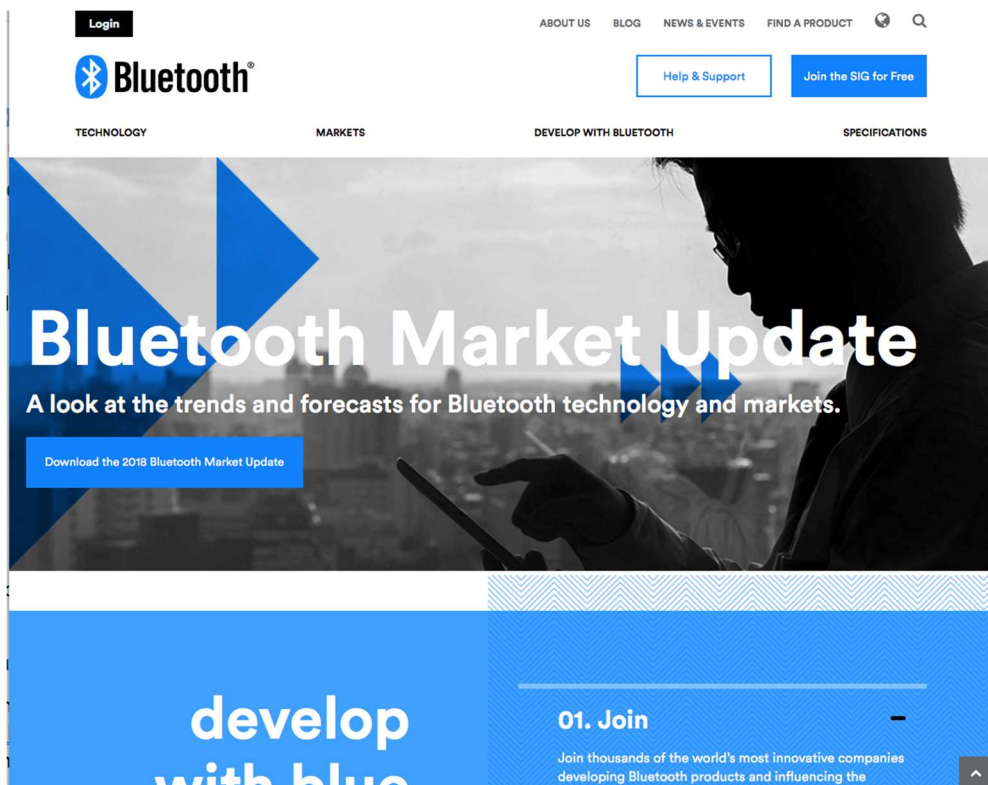 Login
ABOUT US BLOG NEWS & EVENTS FIND A PRODUCT
Bluetooth®
Help & Support
Join the SIG for Free
TECHNOLOGY MARKETS DEVELOP WITH BLUETOOTH SPECIFICATIONS
Bluetooth Market Update
A look at the trends and forecasts for Bluetooth technology and markets.
Download the 2018 Bluetooth Market Update
develop
with blue
01. Join
Join thousands of the world's most innovative companies
developing Bluetooth products and influencing the